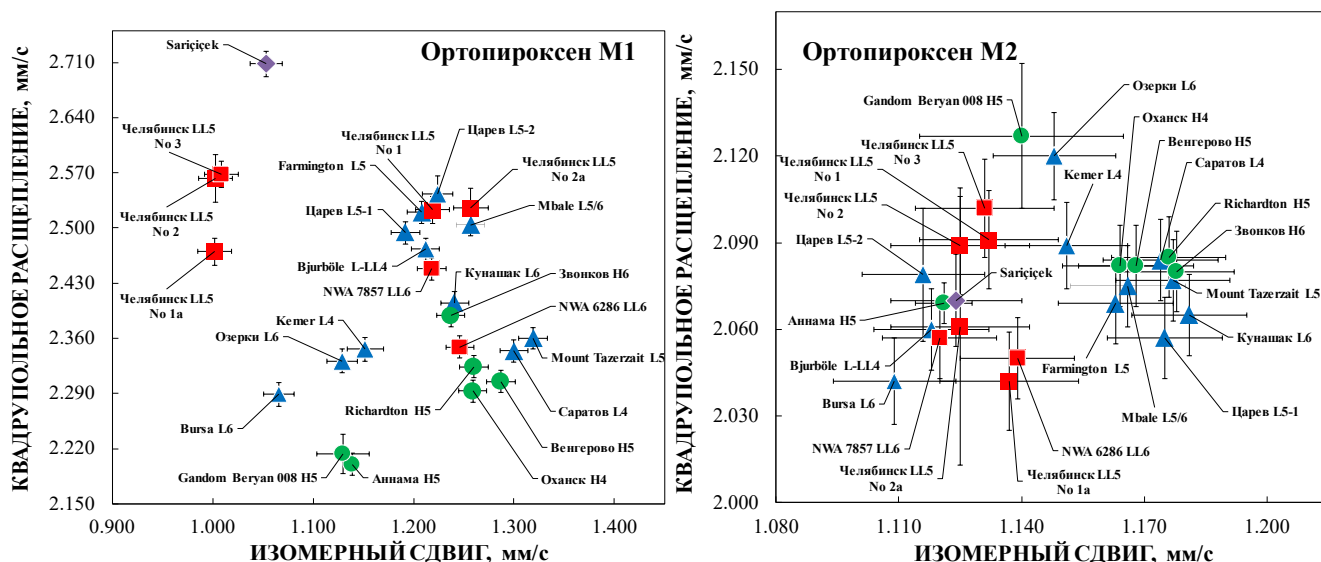 Ортопироксен М1
КВАДРУПОЛЬНОЕ РАСЩЕПЛЕНИЕ, мм/с
2.710
2.640
2.570
2.500
2.430
2.360
2.290
2.220
2.150
Sariçiçek
Челябинск LL5
No 3
Челябинск LL5
No 2
Челябинск LL5
No 1a
Челябинск LL5
No 1
Царев L5-2
Farmington L5
Челябинск LL5
No 2a
Царев L5-1
Mbale L5/6
Bjurböle L-LL4
NWA 7857 LL6
Кунашак L6
Звонков H6
NWA 6286 LL6
Kemer L4
Озерки L6
Mount Tazerzait L5
Bursa L6
Richardton H5
Саратов L4
Венгерово H5
Gandom Beryan 008 H5
Аннама H5
Оханск H4
0.900
1.000
1.100
1.200
1.300
1.400
ИЗОМЕРНЫЙ СДВИГ, мм/с
Ортопироксен М2
КВАДРУПОЛЬНОЕ РАСЩЕПЛЕНИЕ, мм/с
2.150
2.120
2.090
2.060
2.030
2.000
Озерки L6
Gandom Beryan 008 H5
Оханск H4
Венгерово H5
Челябинск LL5
No 3
Саратов L4
Челябинск LL5
No 1
Kemer L4
Челябинск LL5
No 2
Richardton H5
Звонков H6
Царев L5-2
Sariçiçek
Mount Tazerzait L5
Аннама H5
Кунашак L6
Bjurböle L-LL4
Farmington L5
Bursa L6
Mbale L5/6
Царев L5-1
NWA 7857 LL6
NWA 6286 LL6
Челябинск LL5
No 2a
Челябинск LL5
No 1a
1.080
1.110
1.140
1.170
1.200
ИЗОМЕРНЫЙ СДВИГ, мм/с